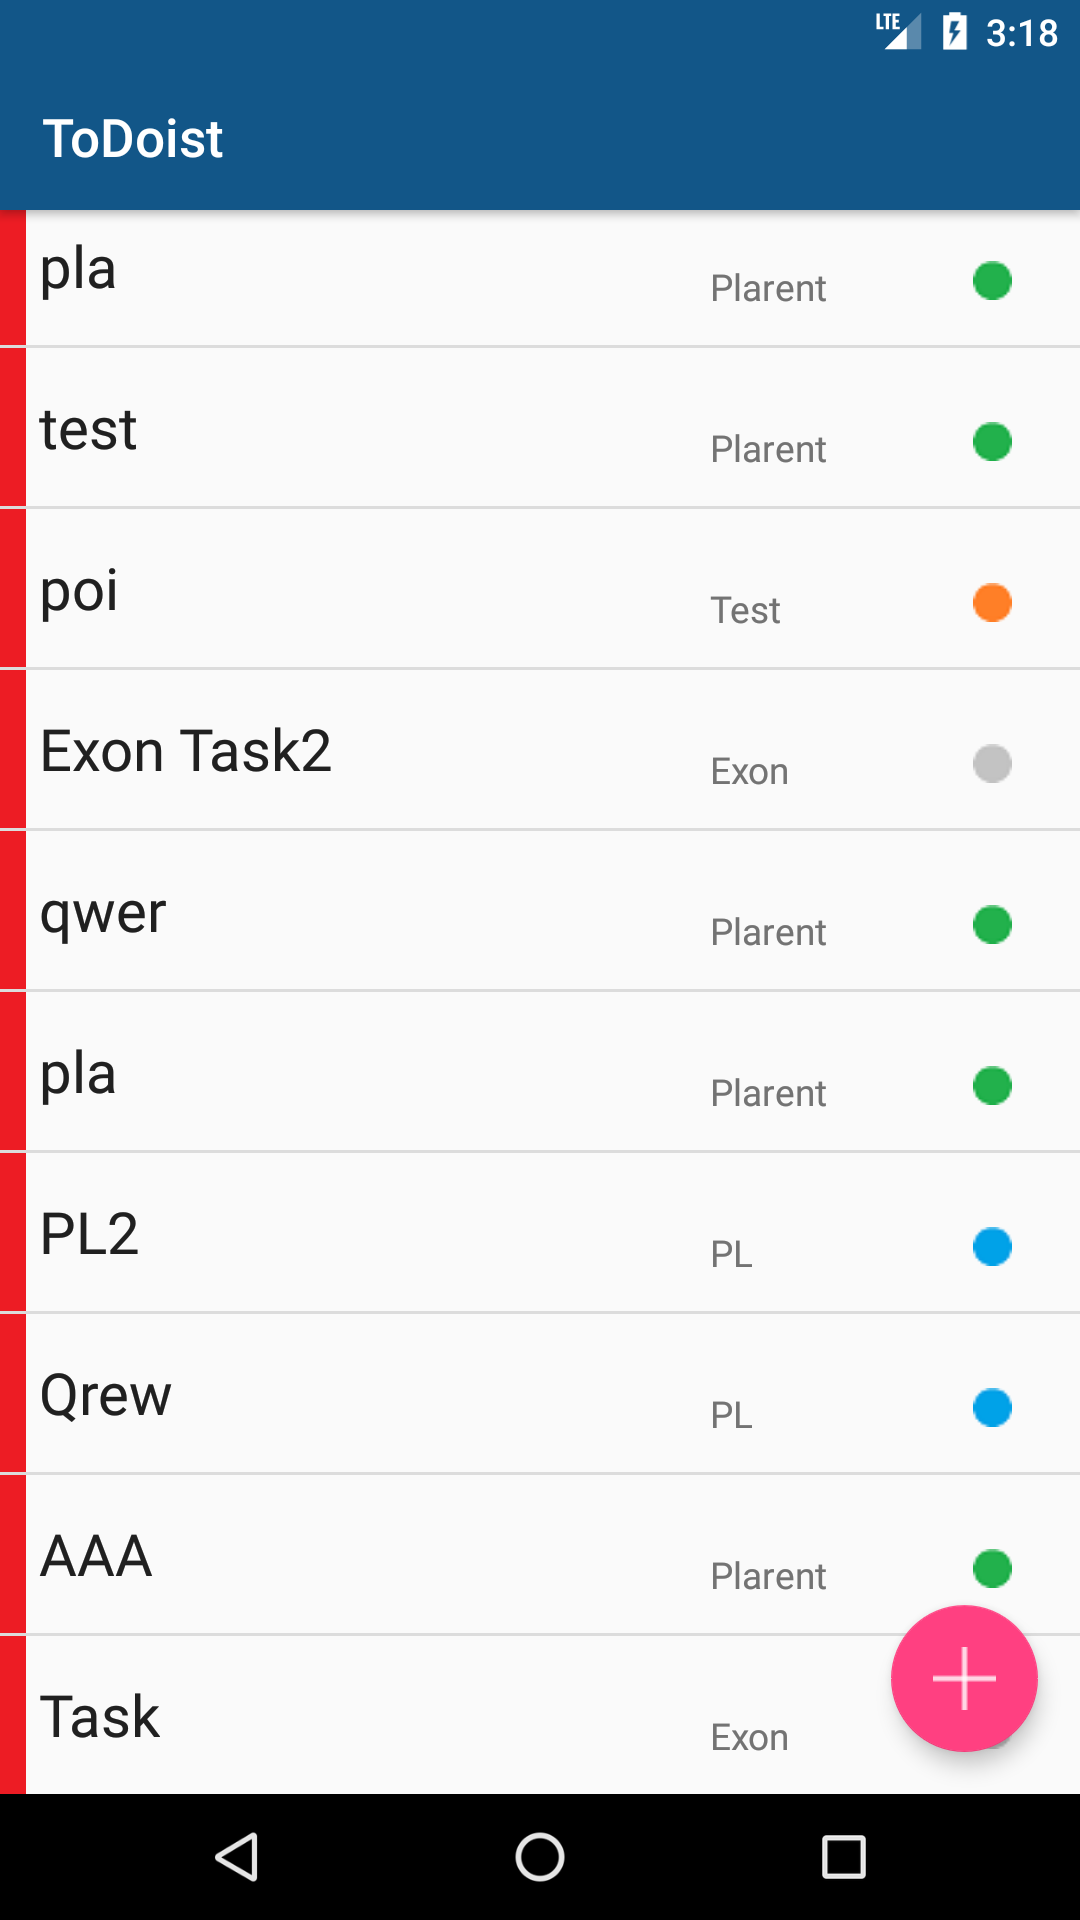 LTE 3:18
ToDoist
pla Plarent
test Plarent
poi Test
Exon Task2 Exon
qwer Plarent
pla Plarent
PL2 PL
Qrew PL
AAA Plarent
Task Exon